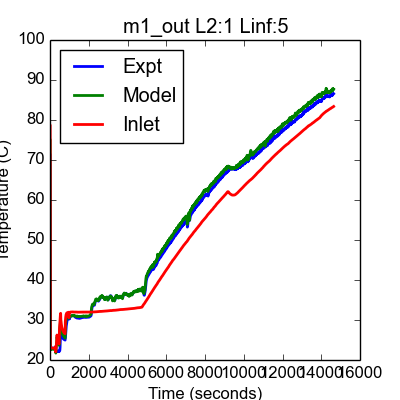 m1_out L2:1 Linf:5
Expt
Model
Inlet
100
90
80
70
60
50
40
30
20
Temperature (C)
0 2000 4000 6000 8000 10000 12000 14000 16000
Time (seconds)